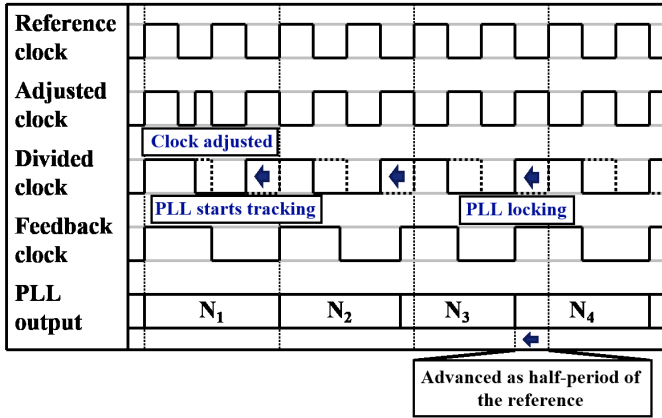 Reference
clock
Adjusted
clock
Clock adjusted
Divided
clock
PLL starts tracking
PLL locking
Feedback
clock
PLL
output
N1
N2
N3
N4
Advanced as half-period of
the reference